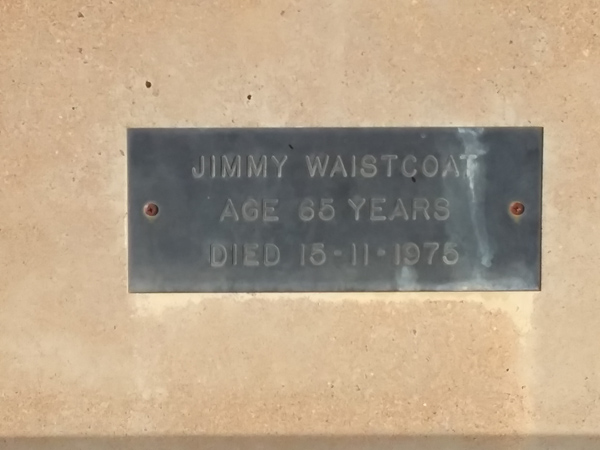 JIMMY WAISTCOAT
AGE 65 YEARS
DIED 15-11-1975